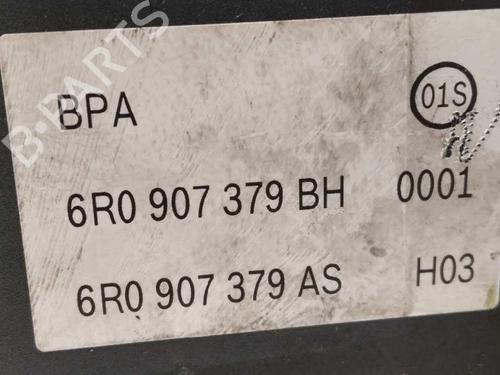 B-PARTS
BPA 01S
6R0 907 379 BH 0001
6R0 907 379 AS H03